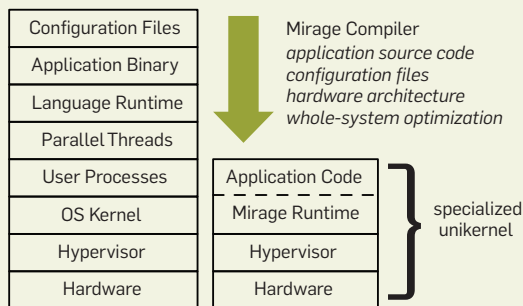 Configuration Files
Application Binary
Language Runtime
Parallel Threads
User Processes
OS Kernel
Hypervisor
Hardware
Mirage Compiler
application source code
configuration files
hardware architecture
whole-system optimization
Application Code
Mirage Runtime
Hypervisor
Hardware
specialized
unikernel